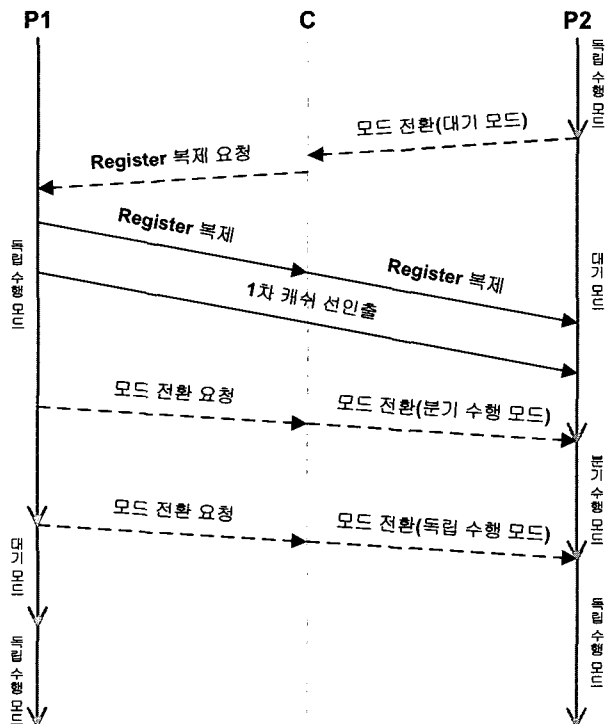 P1
C
P2
독립 수행 모드
모드 전환(대기 모드)
Register 복제 요청
Register 복제
Register 복제
1차 캐쉬 선인출
독립 수행 모드
대기 모드
모드 전환 요청
모드 전환(분기 수행 모드)
분기 수행 모드
모드 전환 요청
모드 전환(독립 수행 모드)
대기 모드
독립 수행 모드
독립 수행 모드